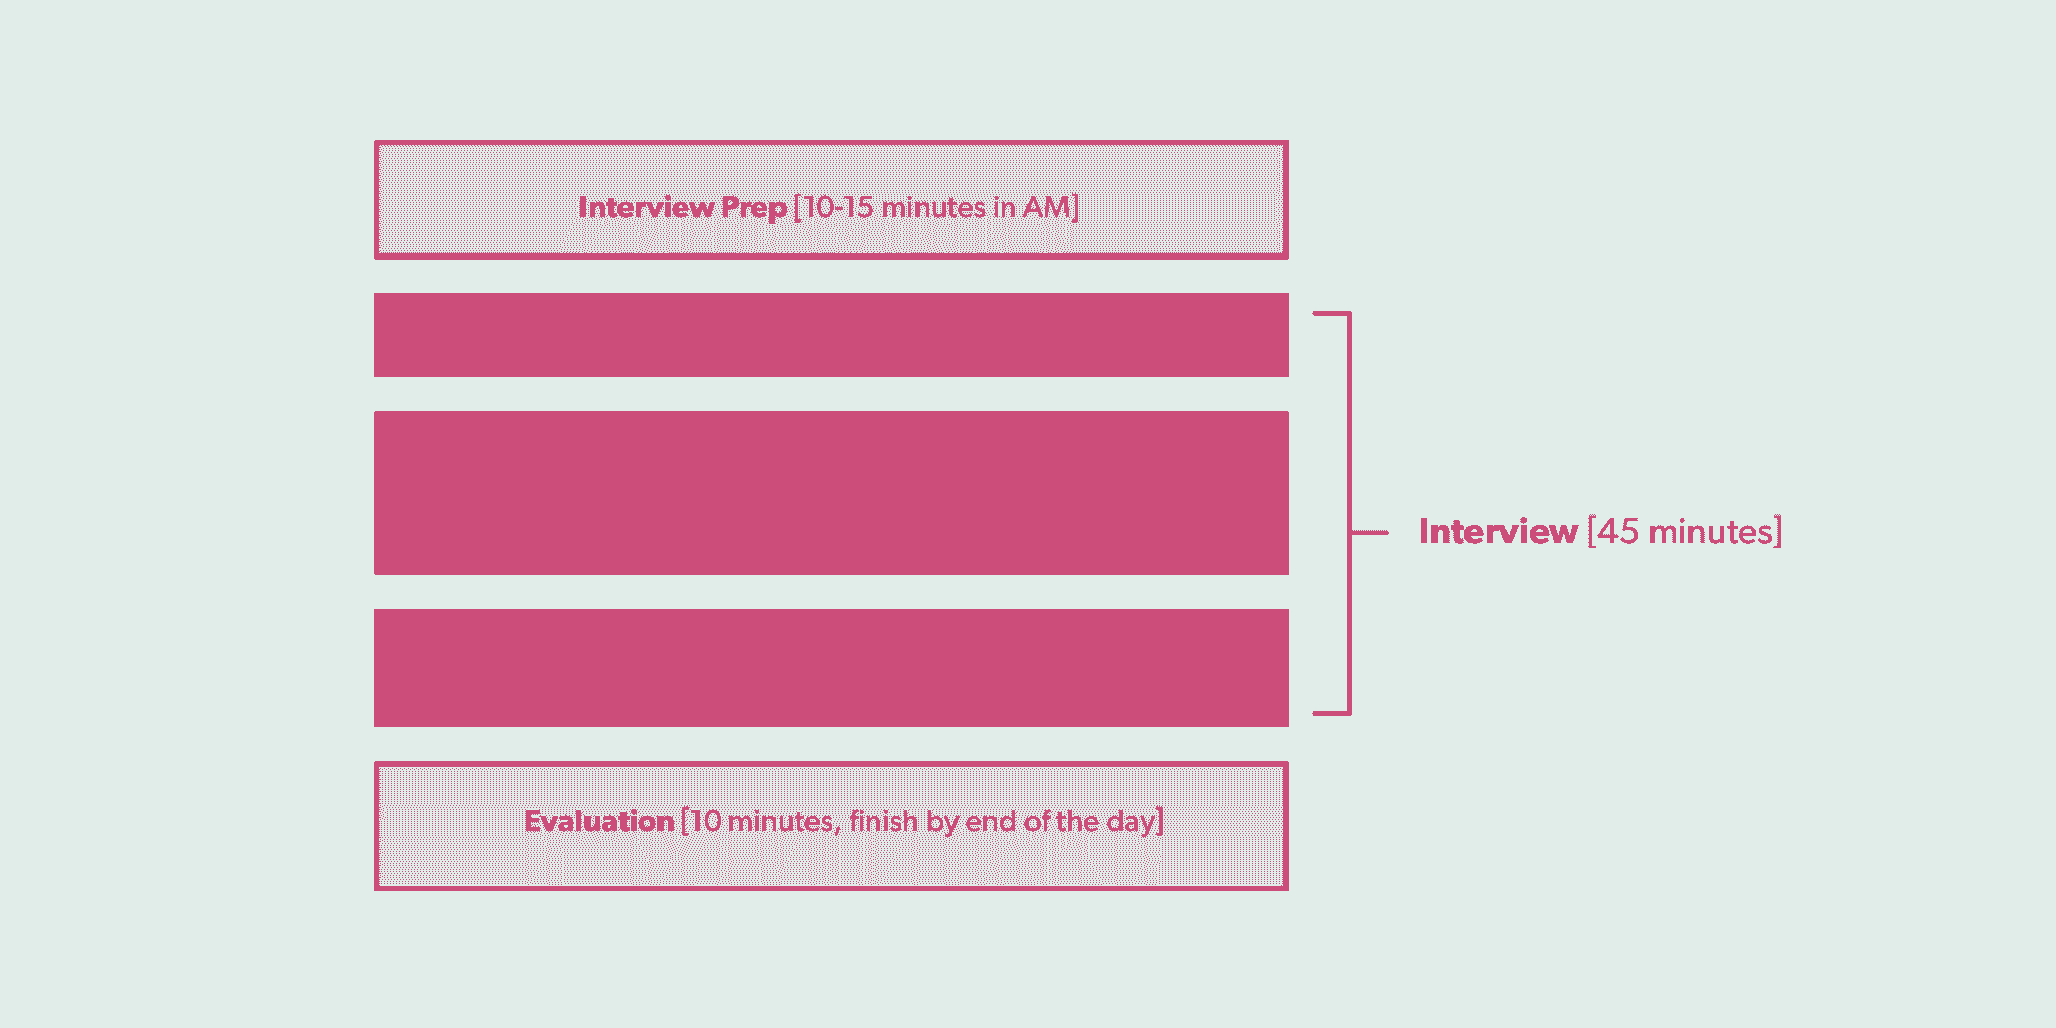 Interview Prep [10-15 minutes in AM]
Interview [45 minutes]
Evaluation [10 minutes, finish by end of the day]